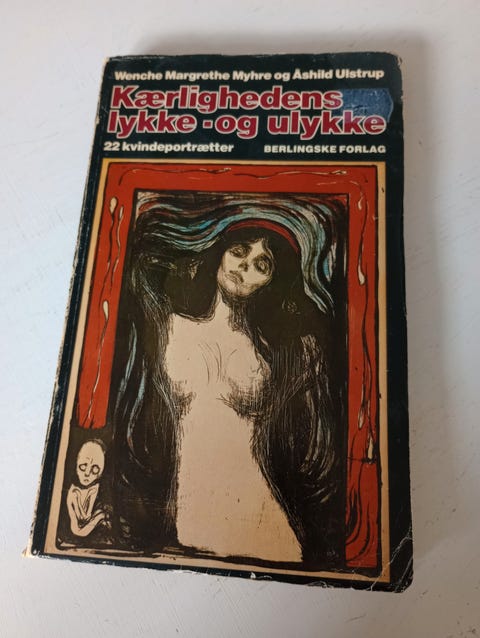 Wenche Margrethe Myhre og Åshild Ulstrup
Kærlighedens
lykke - og ulykke
22 kvindeportrætter BERLINGSKE FORLAG